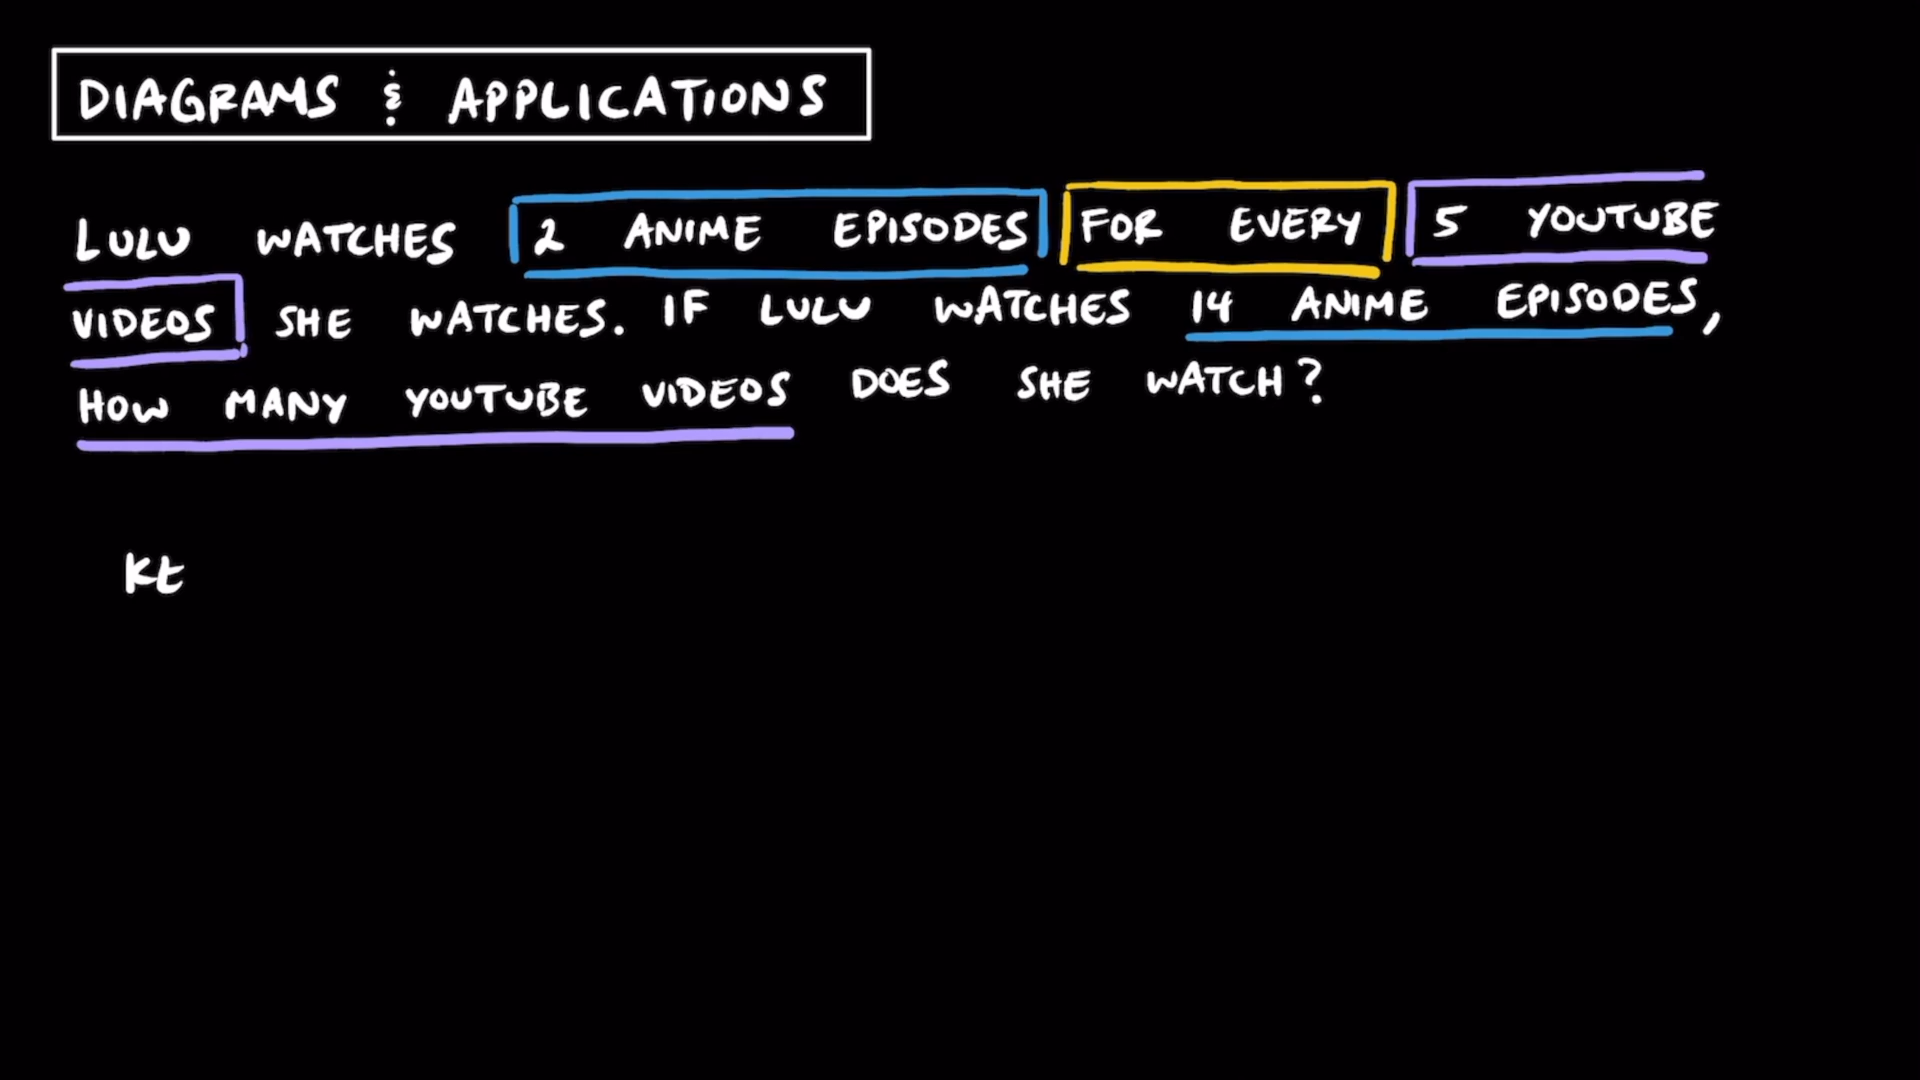 DIAGRAMS & APPLICATIONS
LULU WATCHES 2 ANIME EPISODES FOR EVERY 5 YOUTUBE
VIDEOS SHE WATCHES. IF LULU WATCHES 14 ANIME EPISODES,
HOW MANY YOUTUBE VIDEOS DOES SHE WATCH?
KE